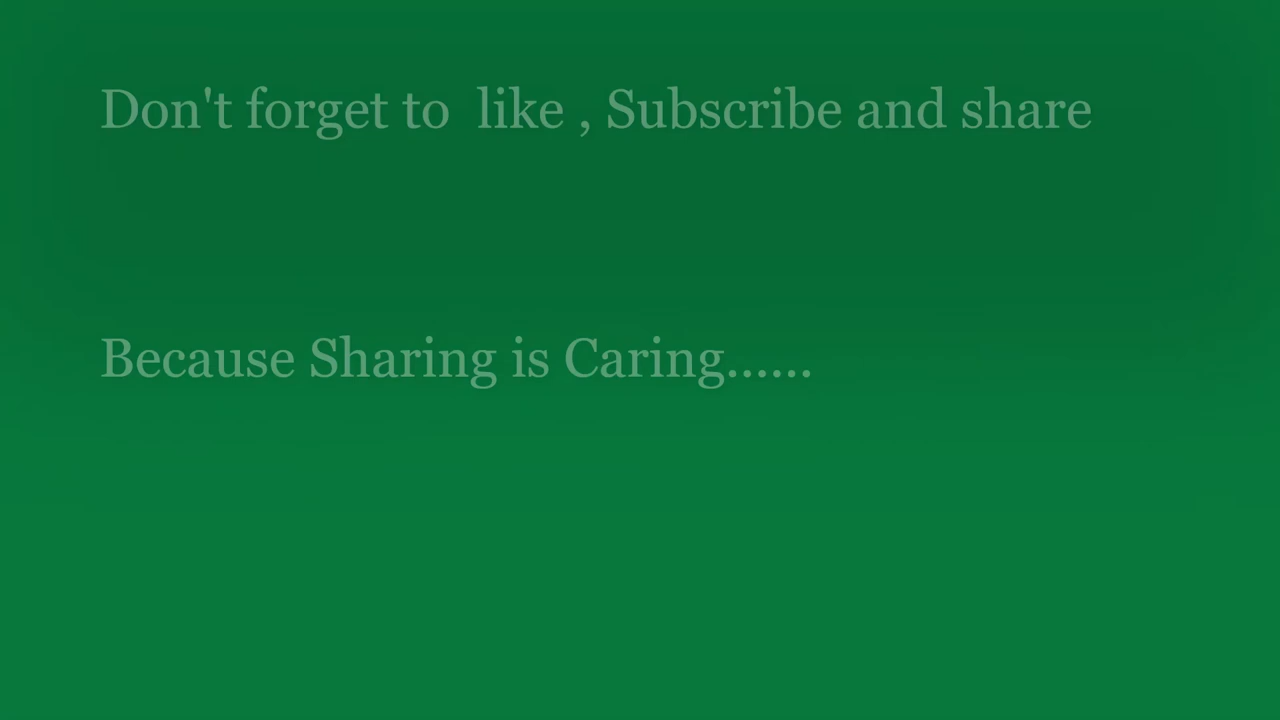 Don't forget to  like , Subscribe and share
Because Sharing is Caring......